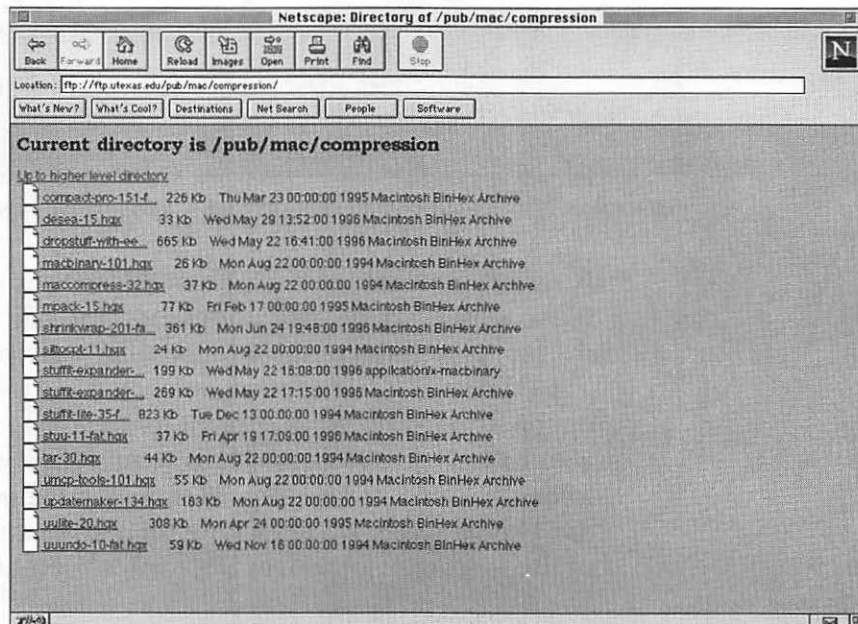 Netscape: Directory of /pub/mac/compression
Back Forward Home Reload Images Open Print Find Stop
N
Location: ftp://ftp.utexas.edu/pub/mac/compression/
What's New? What's Cool? Destinations Net Search People Software
Current directory is /pub/mac/compression
Up to higher level directory
compact-pro-151-f... 226 Kb Thu Mar 23 00:00:00 1995 Macintosh BinHex Archive
desea-15.hqx 33 Kb Wed May 29 13:52:00 1996 Macintosh BinHex Archive
dropstuff-with-ee... 665 Kb Wed May 22 16:41:00 1996 Macintosh BinHex Archive
macbinary-101.hqx 26 Kb Mon Aug 22 00:00:00 1994 Macintosh BinHex Archive
maccompress-32.hqx 37 Kb Mon Aug 22 00:00:00 1994 Macintosh BinHex Archive
mpack-15.hqx 77 Kb Fri Feb 17 00:00:00 1995 Macintosh BinHex Archive
shrinkwrap-201-fa... 361 Kb Mon Jun 24 19:48:00 1996 Macintosh BinHex Archive
sittocpt-11.hqx 24 Kb Mon Aug 22 00:00:00 1994 Macintosh BinHex Archive
stuffit-expander-... 199 Kb Wed May 22 16:08:00 1996 application/x-macbinary
stuffit-expander-... 269 Kb Wed May 22 17:15:00 1996 Macintosh BinHex Archive
stuffit-lite-35-f... 823 Kb Tue Dec 13 00:00:00 1994 Macintosh BinHex Archive
stuu-11-fat.hqx 37 Kb Fri Apr 19 17:09:00 1996 Macintosh BinHex Archive
tar-30.hqx 44 Kb Mon Aug 22 00:00:00 1994 Macintosh BinHex Archive
umcp-tools-101.hqx 55 Kb Mon Aug 22 00:00:00 1994 Macintosh BinHex Archive
updatemaker-134.hqx 163 Kb Mon Aug 22 00:00:00 1994 Macintosh BinHex Archive
uulite-20.hqx 308 Kb Mon Apr 24 00:00:00 1995 Macintosh BinHex Archive
uuundo-10-fat.hqx 59 Kb Wed Nov 16 00:00:00 1994 Macintosh BinHex Archive